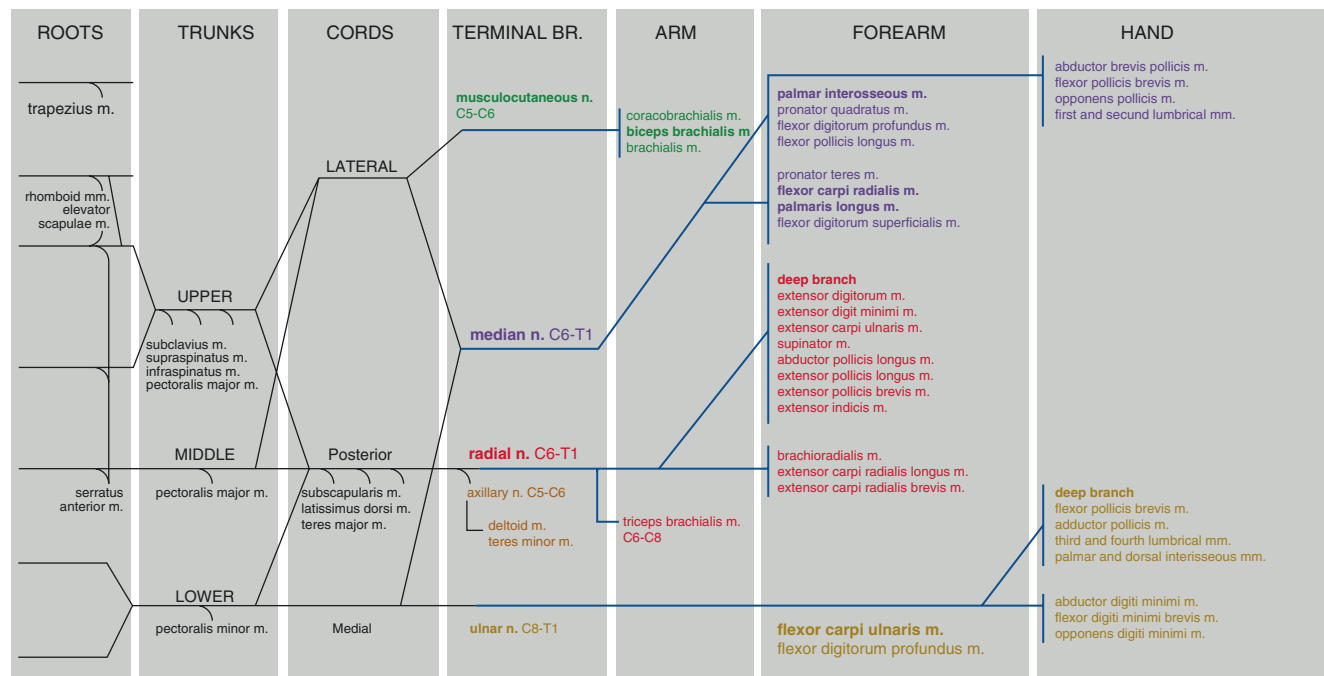 ROOTS
TRUNKS
CORDS
TERMINAL BR.
ARM
FOREARM
HAND
trapezius m.
rhomboid mm.
elevator
scapulae m.
serratus
anterior m.
UPPER
subclavius m.
supraspinatus m.
infraspinatus m.
pectoralis major m.
MIDDLE
pectoralis major m.
LOWER
pectoralis minor m.
LATERAL
Posterior
subscapularis m.
latissimus dorsi m.
teres major m.
Medial
musculocutaneous n.
C5-C6
median n. C6-T1
radial n. C6-T1
axillary n. C5-C6
deltoid m.
teres minor m.
ulnar n. C8-T1
coracobrachialis m.
biceps brachialis m
brachialis m.
triceps brachialis m.
C6-C8
palmar interosseous m.
pronator quadratus m.
flexor digitorum profundus m.
flexor pollicis longus m.
pronator teres m.
flexor carpi radialis m.
palmaris longus m.
flexor digitorum superficialis m.
deep branch
extensor digitorum m.
extensor digit minimi m.
extensor carpi ulnaris m.
supinator m.
abductor pollicis longus m.
extensor pollicis longus m.
extensor pollicis brevis m.
extensor indicis m.
brachioradialis m.
extensor carpi radialis longus m.
extensor carpi radialis brevis m.
flexor carpi ulnaris m.
flexor digitorum profundus m.
abductor brevis pollicis m.
flexor pollicis brevis m.
opponens pollicis m.
first and secund lumbrical mm.
deep branch
flexor pollicis brevis m.
adductor pollicis m.
third and fourth lumbrical mm.
palmar and dorsal interisseous mm.
abductor digiti minimi m.
flexor digiti minimi brevis m.
opponens digiti minimi m.